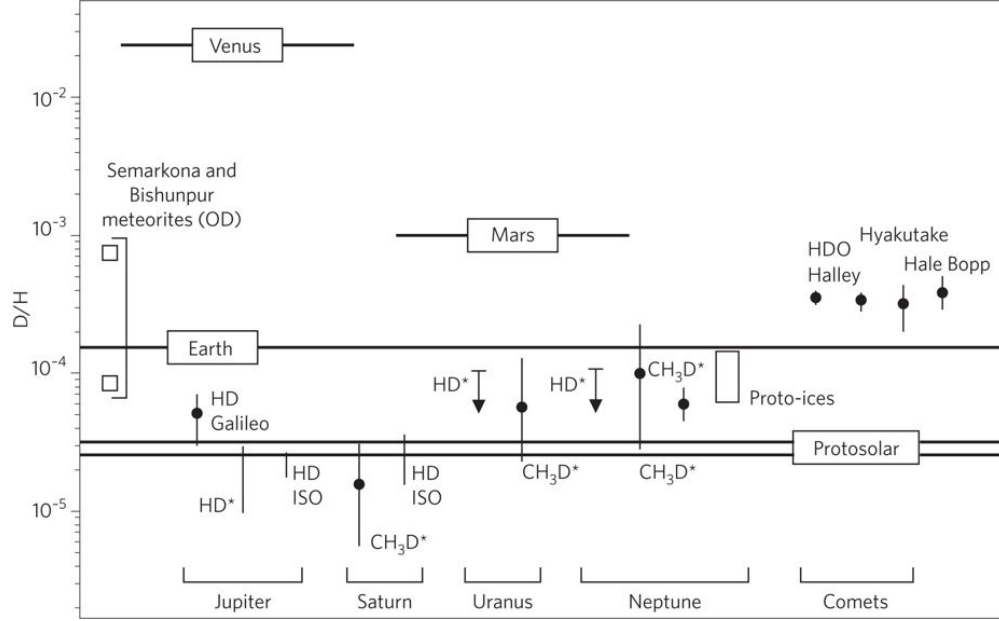 Venus
10⁻²
Semarkona and
Bishunpur
meteorites (OD)
10⁻³
Mars
Hyakutake
HDO
Halley
Hale Bopp
D/H
Earth
10⁻⁴
HD*
HD*
CH₃D*
Proto-ices
HD
Galileo
Protosolar
HD
ISO
HD
ISO
CH₃D*
CH₃D*
HD*
10⁻⁵
CH₃D*
Jupiter
Saturn
Uranus
Neptune
Comets